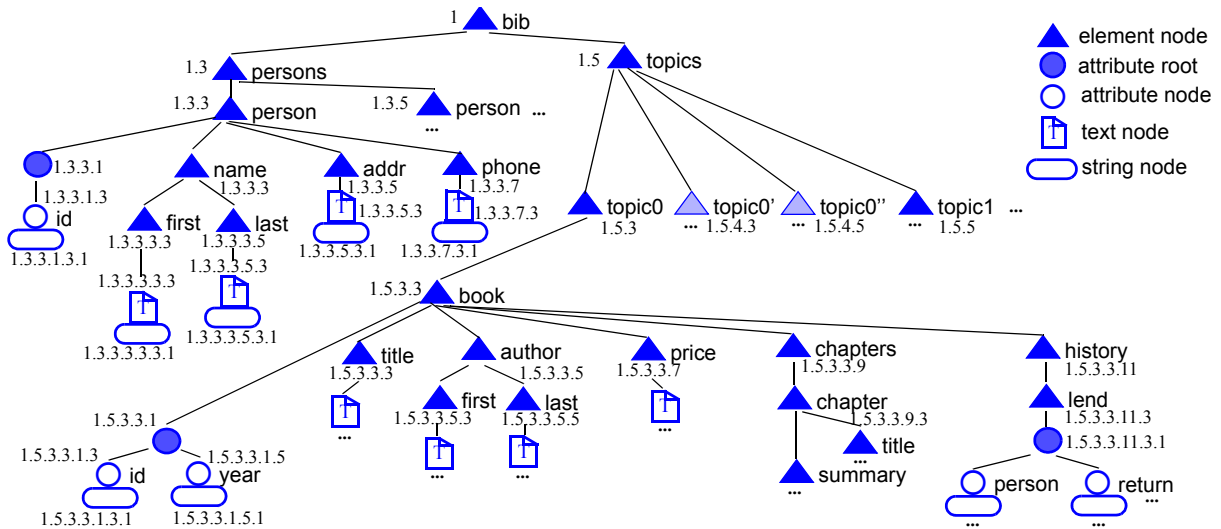 1 bib
element node
1.3 persons
1.5 topics
attribute root
1.3.3 person
1.3.5 person ...
attribute node
T text node
string node
1.3.3.1
name
1.3.3.3
addr
1.3.3.5
phone
1.3.3.7
1.3.3.1.3
id
1.3.3.1.3.1
first
1.3.3.3.3
last
1.3.3.3.5
T 1.3.3.5.3
1.3.3.5.3.1
T 1.3.3.7.3
1.3.3.7.3.1
topic0
1.5.3
topic0'
... 1.5.4.3
topic0''
... 1.5.4.5
topic1 ...
... 1.5.5
1.3.3.3.3.3
T
1.3.3.3.3.3.1
1.3.3.3.5.3
T
1.3.3.3.5.3.1
1.5.3.3 book
title
1.5.3.3.3
T
...
author
1.5.3.3.5
price
1.5.3.3.7
T
...
chapters
1.5.3.3.9
history
1.5.3.3.11
first
1.5.3.3.5.3
T
...
last
1.5.3.3.5.5
T
...
chapter
1.5.3.3.9.3
title
...
summary
...
lend
1.5.3.3.11.3
1.5.3.3.11.3.1
1.5.3.3.1
1.5.3.3.1.3
id
1.5.3.3.1.3.1
1.5.3.3.1.5
year
1.5.3.3.1.5.1
person
...
return
...
...